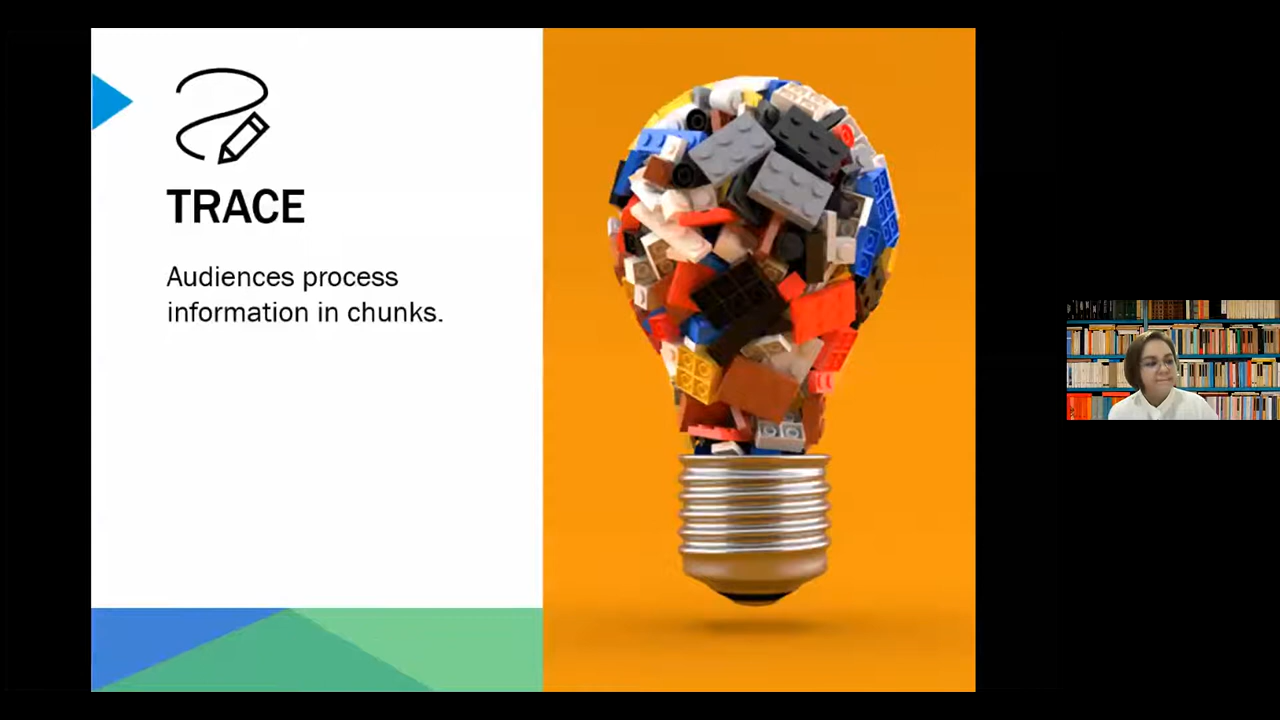 TRACE
Audiences process
information in chunks.